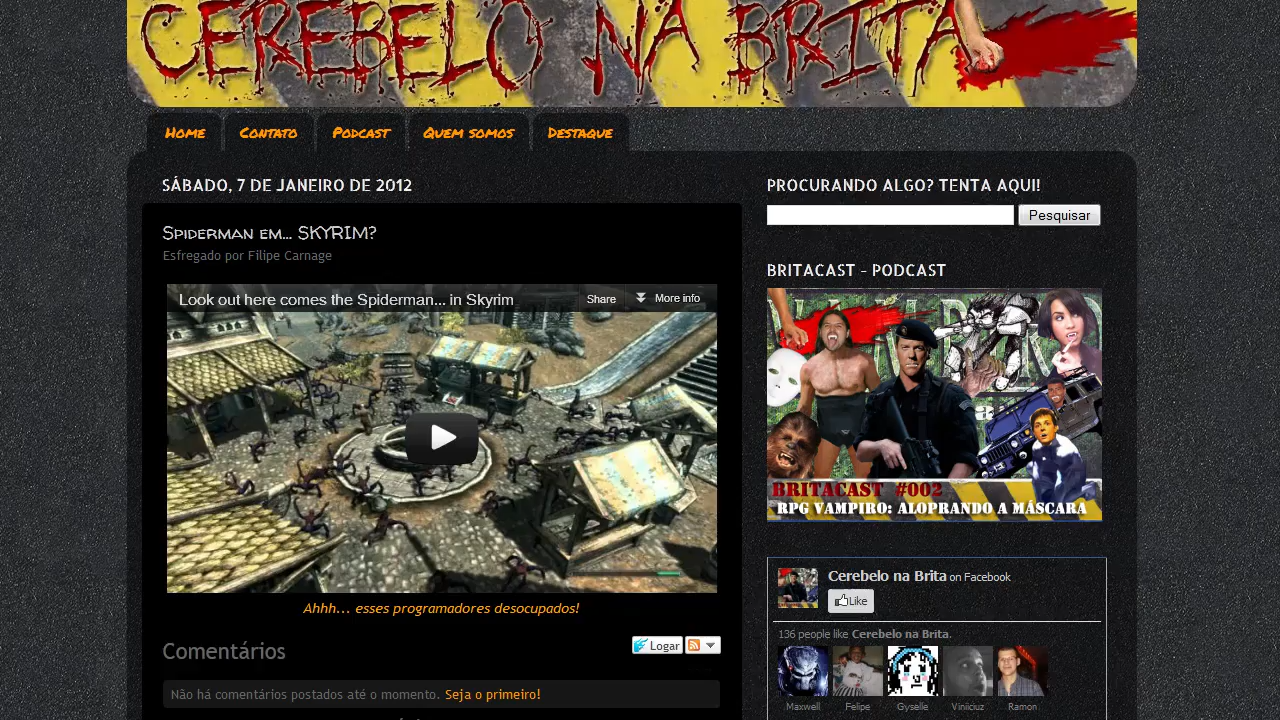 CEREBELO NA BRITA
Home
Contato
Podcast
Quem somos
Destaque
SÁBADO, 7 DE JANEIRO DE 2012
Spiderman em... SKYRIM?
Esfregado por Filipe Carnage
Look out here comes the Spiderman... in Skyrim
Share
More info
Ahhh... esses programadores desocupados!
Comentários
Logar
Não há comentários postados até o momento. Seja o primeiro!
PROCURANDO ALGO? TENTA AQUI!
Pesquisar
BRITACAST - PODCAST
BRITACAST #002
RPG VAMPIRO: ALOPRANDO A MÁSCARA
Cerebelo na Brita on Facebook
Like
136 people like Cerebelo na Brita.
Maxwell
Felipe
Gyselle
Viniiciuz
Ramon